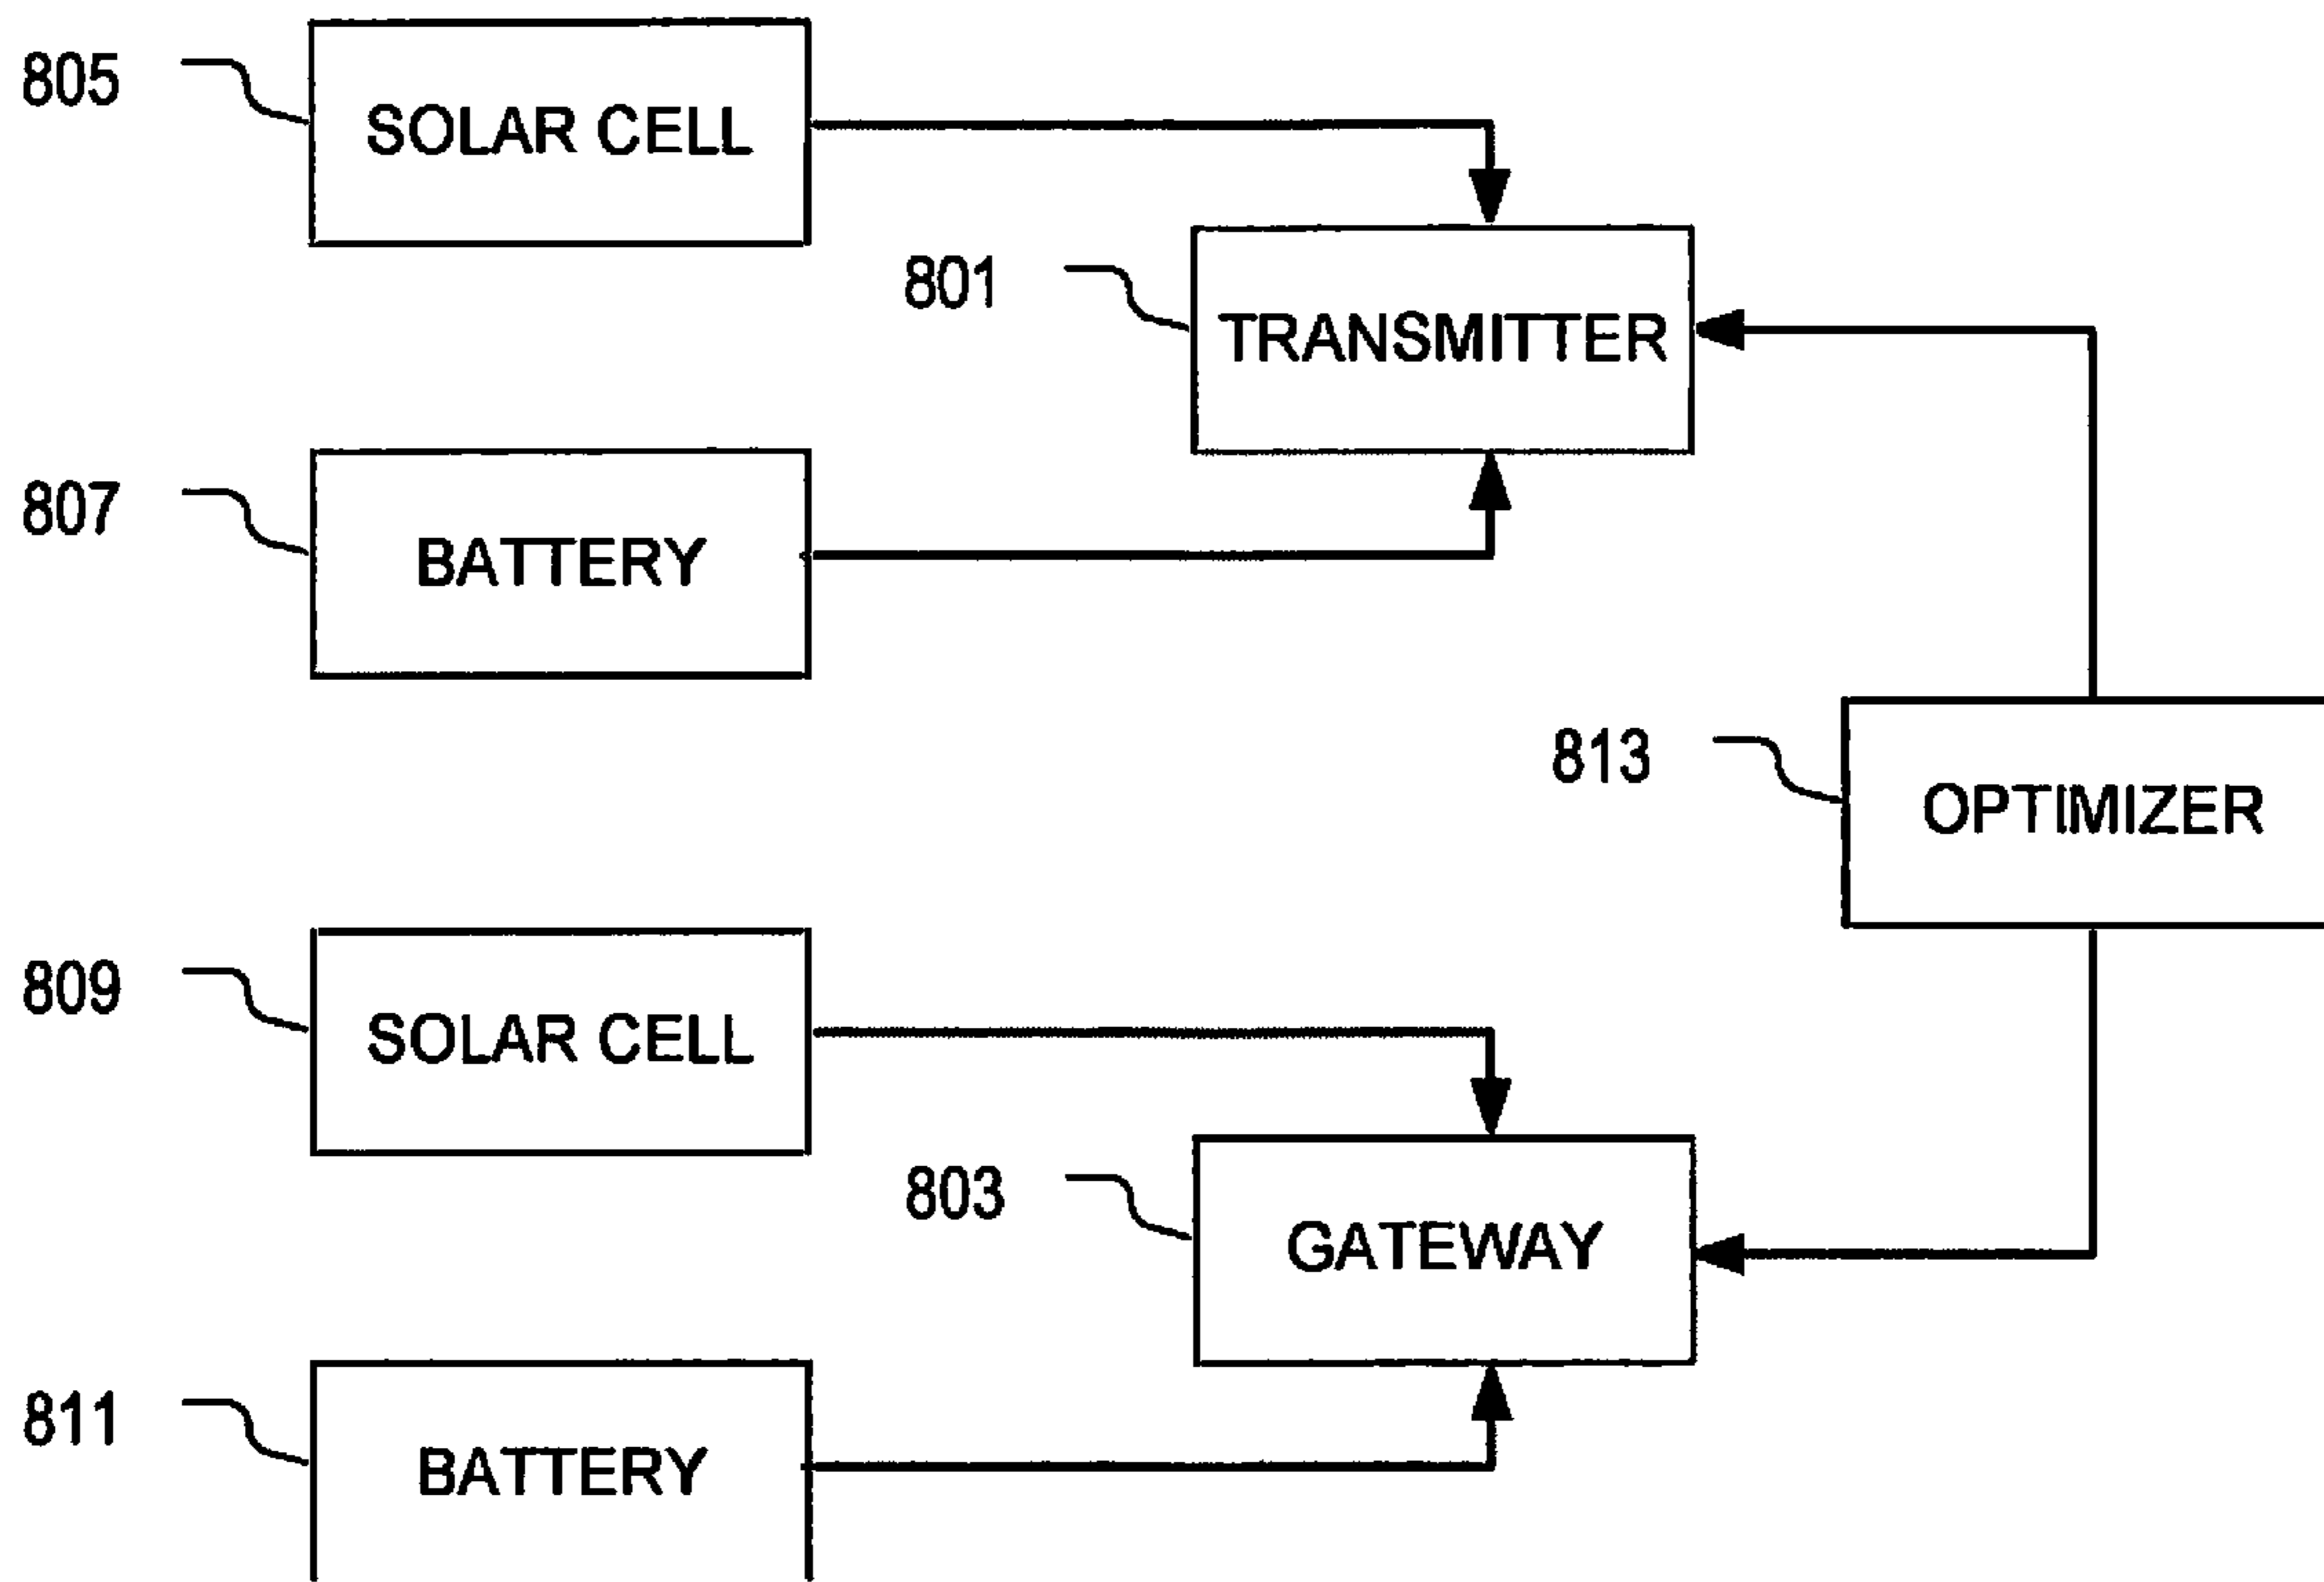 805
SOLAR CELL
801
TRANSMITTER
807
BATTERY
813
OPTIMIZER
809
SOLAR CELL
803
GATEWAY
811
BATTERY